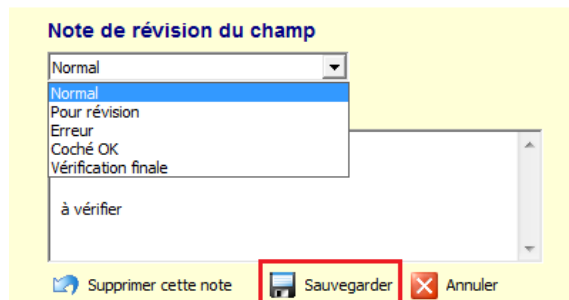 Note de révision du champ
Normal
Normal
Pour révision
Erreur
Coché OK
Vérification finale
à vérifier
Supprimer cette note Sauvegarder Annuler